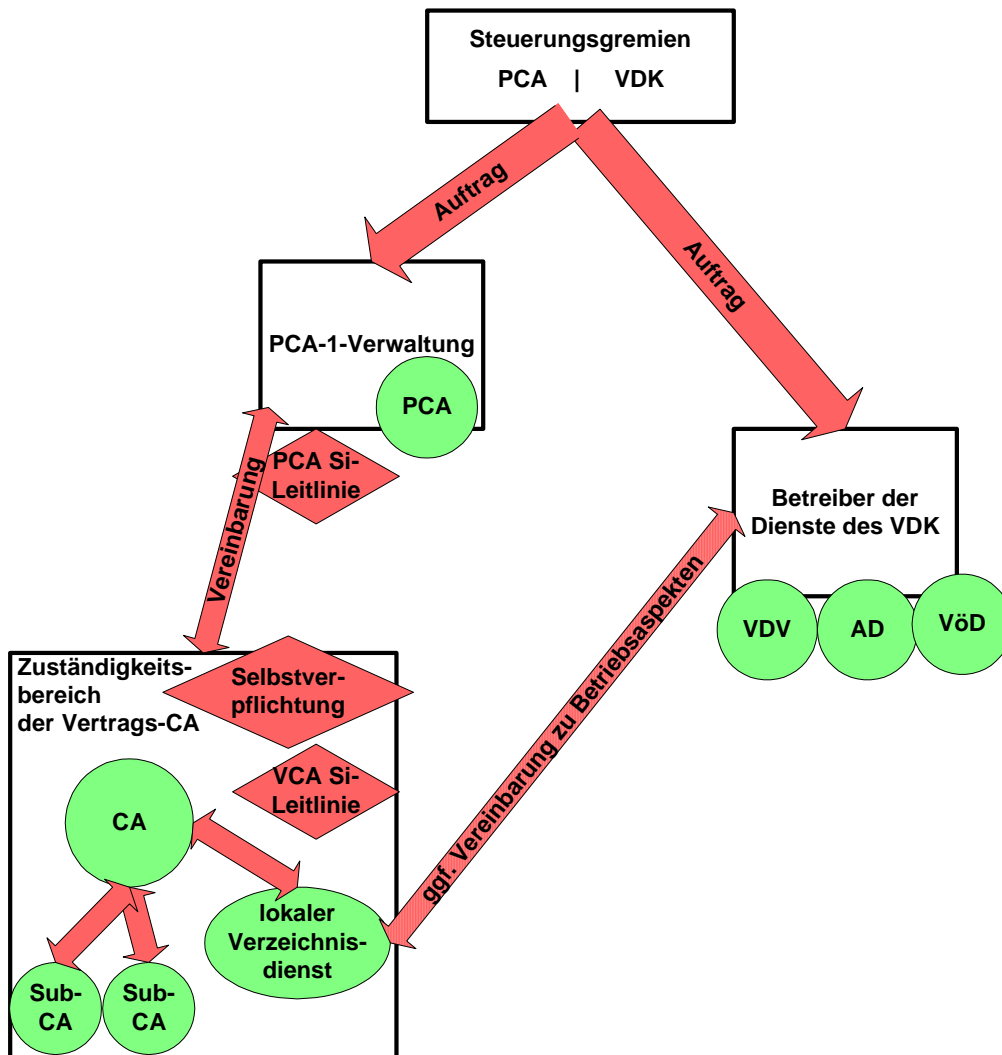 Steuerungsgremien
PCA | VDK
Auftrag
Auftrag
PCA-1-Verwaltung
PCA
PCA Si-
Leitlinie
Vereinbarung
Betreiber der
Dienste des VDK
VDV
AD
VöD
ggf. Vereinbarung zu Betriebsaspekten
Zuständigkeits-
bereich
der Vertrags-CA
Selbstver-
pflichtung
VCA Si-
Leitlinie
CA
lokaler
Verzeichnis-
dienst
Sub-
CA
Sub-
CA